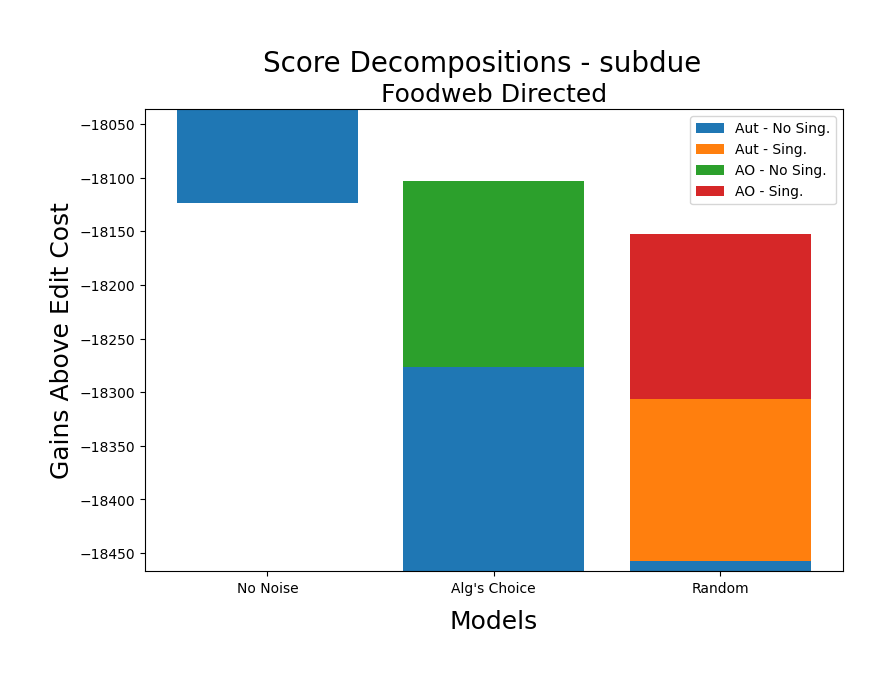 Score Decompositions - subdue
Foodweb Directed
Gains Above Edit Cost
−18050
−18100
−18150
−18200
−18250
−18300
−18350
−18400
−18450
Aut - No Sing.
Aut - Sing.
AO - No Sing.
AO - Sing.
No Noise
Alg's Choice
Random
Models